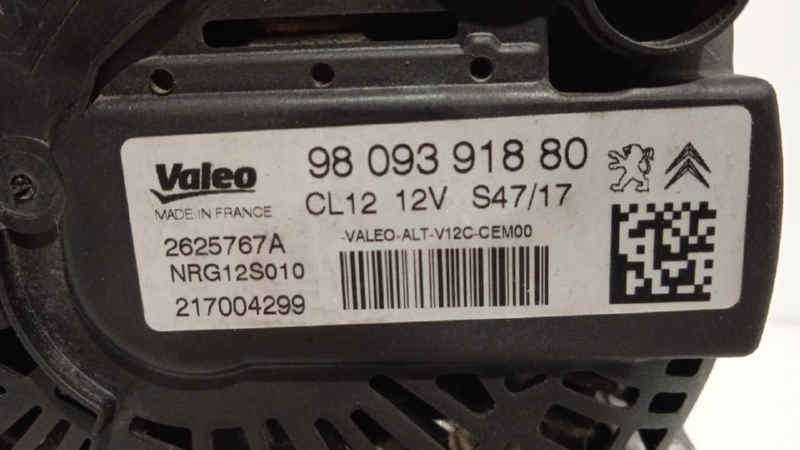 Valeo
MADE IN FRANCE
98 093 918 80
CL12 12V S47/17
2625767A
NRG12S010
217004299
-VALEO-ALT-V12C-CEM00